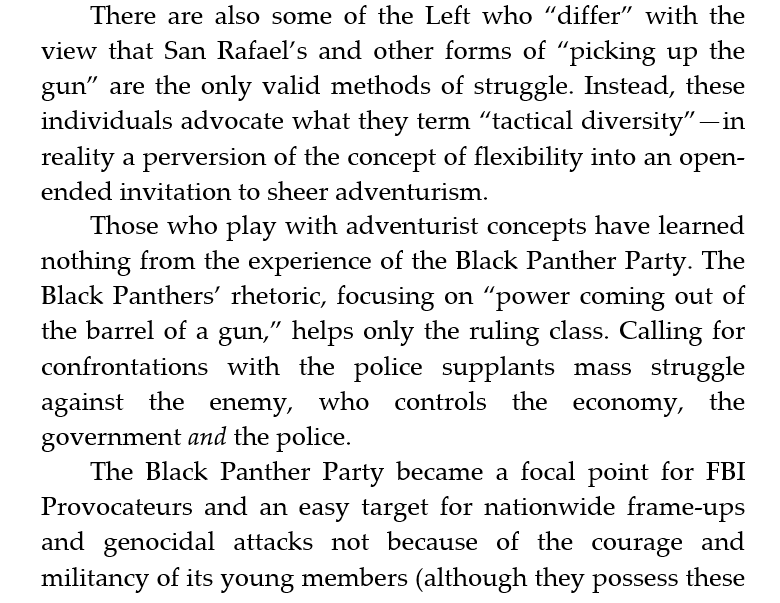 There are also some of the Left who “differ” with the
view that San Rafael’s and other forms of “picking up the
gun” are the only valid methods of struggle. Instead, these
individuals advocate what they term “tactical diversity”—in
reality a perversion of the concept of flexibility into an open-
ended invitation to sheer adventurism.
Those who play with adventurist concepts have learned
nothing from the experience of the Black Panther Party. The
Black Panthers’ rhetoric, focusing on “power coming out of
the barrel of a gun,” helps only the ruling class. Calling for
confrontations with the police supplants mass struggle
against the enemy, who controls the economy, the
government and the police.
The Black Panther Party became a focal point for FBI
Provocateurs and an easy target for nationwide frame-ups
and genocidal attacks not because of the courage and
militancy of its young members (although they possess these